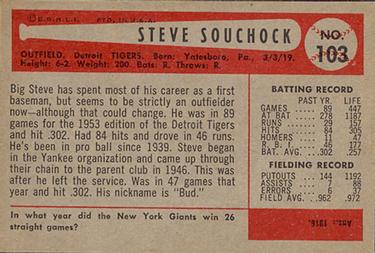 © B.G.H.L. PTD. IN U.S.A.
STEVE SOUCHOCK
NO.
103
OUTFIELD. Detroit TIGERS. Born: Yatesboro, Pa., 3/3/19.
Height: 6-2. Weight: 200. Bats: R. Throws: R.
Big Steve has spent most of his career as a first
baseman, but seems to be strictly an outfielder
now—although that could change. He was in 89
games for the 1953 edition of the Detroit Tigers
and hit .302. Had 84 hits and drove in 46 runs.
He's been in pro ball since 1939. Steve began
in the Yankee organization and came up through
their chain to the parent club in 1946. This was
after he left the service. Was in 47 games that
year and hit .302. His nickname is "Bud."
BATTING RECORD
PAST YR. LIFE
GAMES 89 447
AT BAT 278 1187
RUNS 29 157
HITS 84 305
HOMERS 11 47
R. B. I. 46 177
BAT. AVG. .302 .257
FIELDING RECORD
PUTOUTS 144 1192
ASSISTS 7 88
ERRORS 6 37
FIELD AVG. .962 .972
In what year did the New York Giants win 26
straight games?
Ans.: 1916.